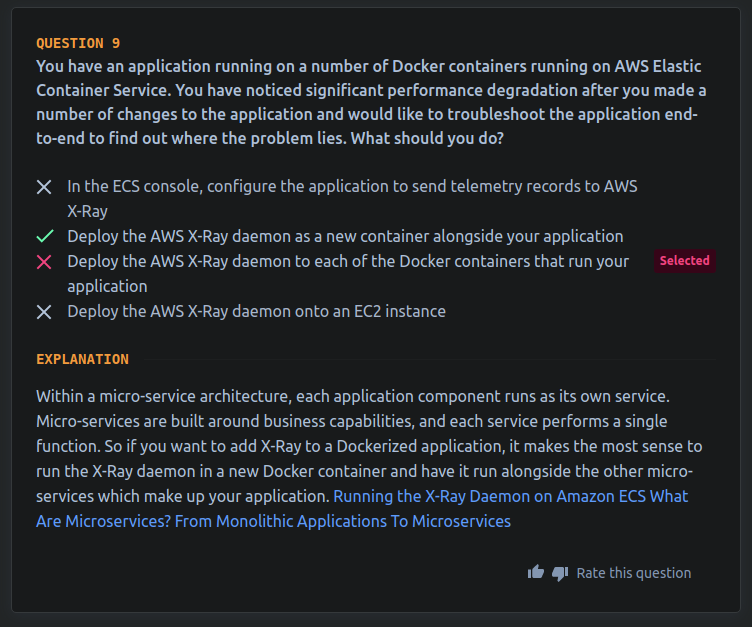 QUESTION 9
You have an application running on a number of Docker containers running on AWS Elastic
Container Service. You have noticed significant performance degradation after you made a
number of changes to the application and would like to troubleshoot the application end-
to-end to find out where the problem lies. What should you do?
In the ECS console, configure the application to send telemetry records to AWS
X-Ray
Deploy the AWS X-Ray daemon as a new container alongside your application
Deploy the AWS X-Ray daemon to each of the Docker containers that run your
application
Selected
Deploy the AWS X-Ray daemon onto an EC2 instance
EXPLANATION
Within a micro-service architecture, each application component runs as its own service.
Micro-services are built around business capabilities, and each service performs a single
function. So if you want to add X-Ray to a Dockerized application, it makes the most sense to
run the X-Ray daemon in a new Docker container and have it run alongside the other micro-
services which make up your application. Running the X-Ray Daemon on Amazon ECS What
Are Microservices? From Monolithic Applications To Microservices
Rate this question